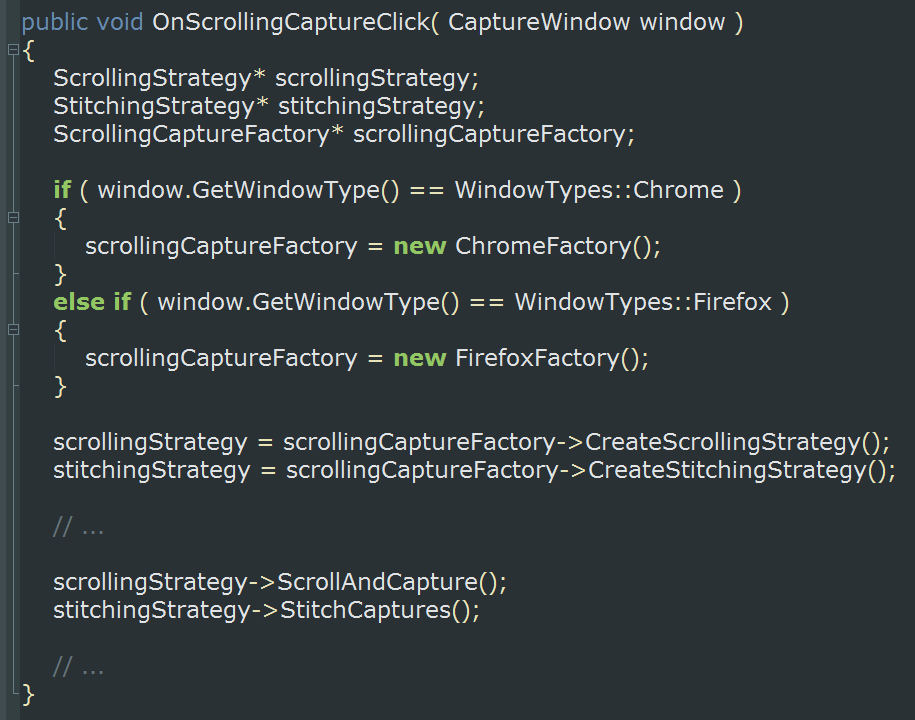 public void OnScrollingCaptureClick( CaptureWindow window )
{
ScrollingStrategy* scrollingStrategy;
StitchingStrategy* stitchingStrategy;
ScrollingCaptureFactory* scrollingCaptureFactory;
if ( window.GetWindowType() == WindowTypes::Chrome )
{
scrollingCaptureFactory = new ChromeFactory();
}
else if ( window.GetWindowType() == WindowTypes::Firefox )
{
scrollingCaptureFactory = new FirefoxFactory();
}
scrollingStrategy = scrollingCaptureFactory->CreateScrollingStrategy();
stitchingStrategy = scrollingCaptureFactory->CreateStitchingStrategy();
// ...
scrollingStrategy->ScrollAndCapture();
stitchingStrategy->StitchCaptures();
// ...
}